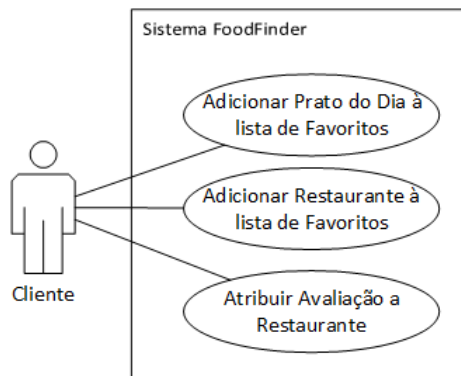 Sistema FoodFinder
Adicionar Prato do Dia à
lista de Favoritos
Adicionar Restaurante à
lista de Favoritos
Cliente
Atribuir Avaliação a
Restaurante